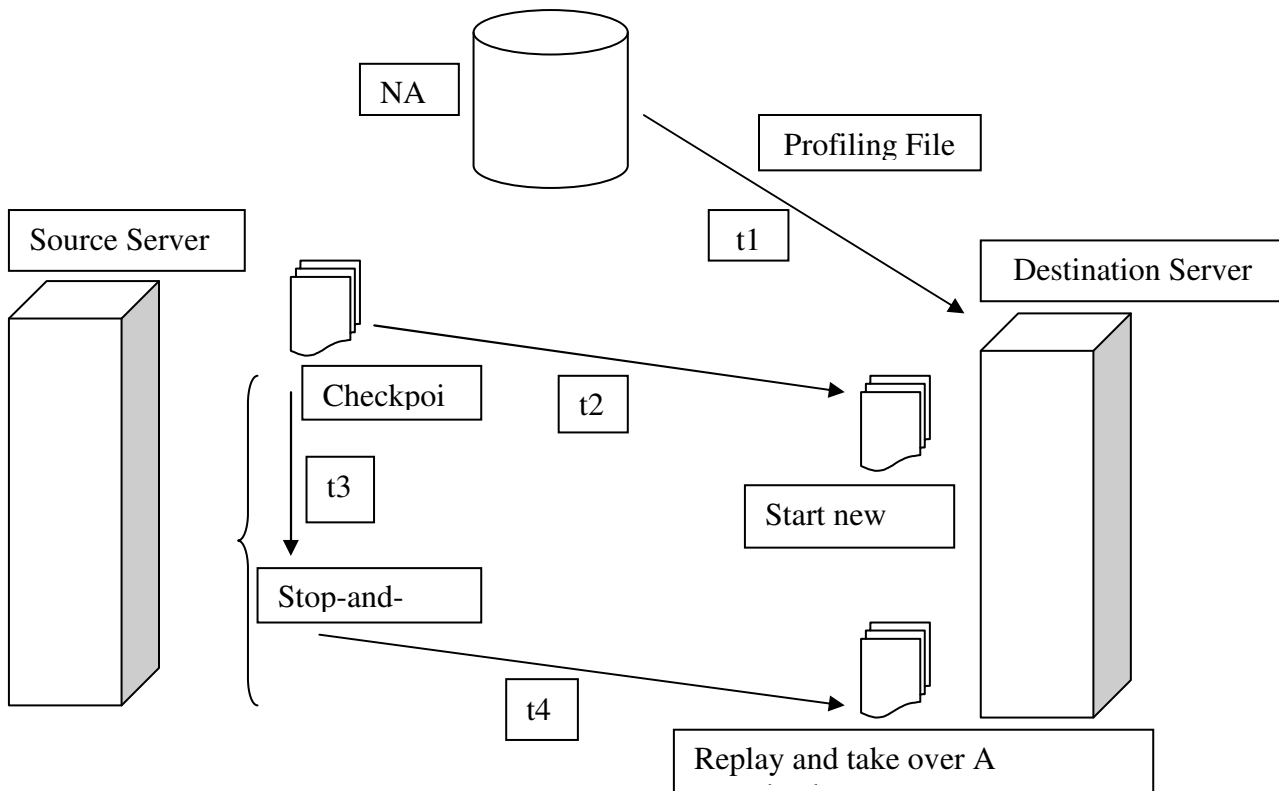 NA
Profiling File
t1
Source Server
Destination Server
Checkpoi
t2
t3
Start new
Stop-and-
t4
Replay and take over A